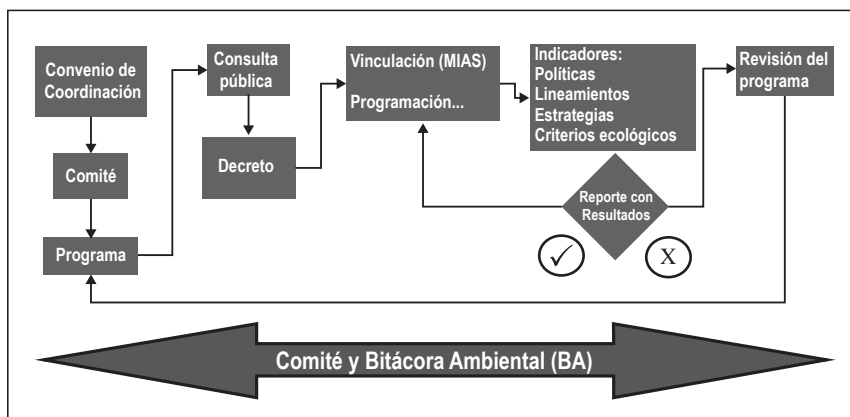 Convenio de
Coordinación
Comité
Programa
Consulta
pública
Decreto
Vinculación (MIAS)
Programación...
Indicadores:
Políticas
Lineamientos
Estrategias
Criterios ecológicos
Reporte con
Resultados
X
Revisión del
programa
Comité y Bitácora Ambiental (BA)